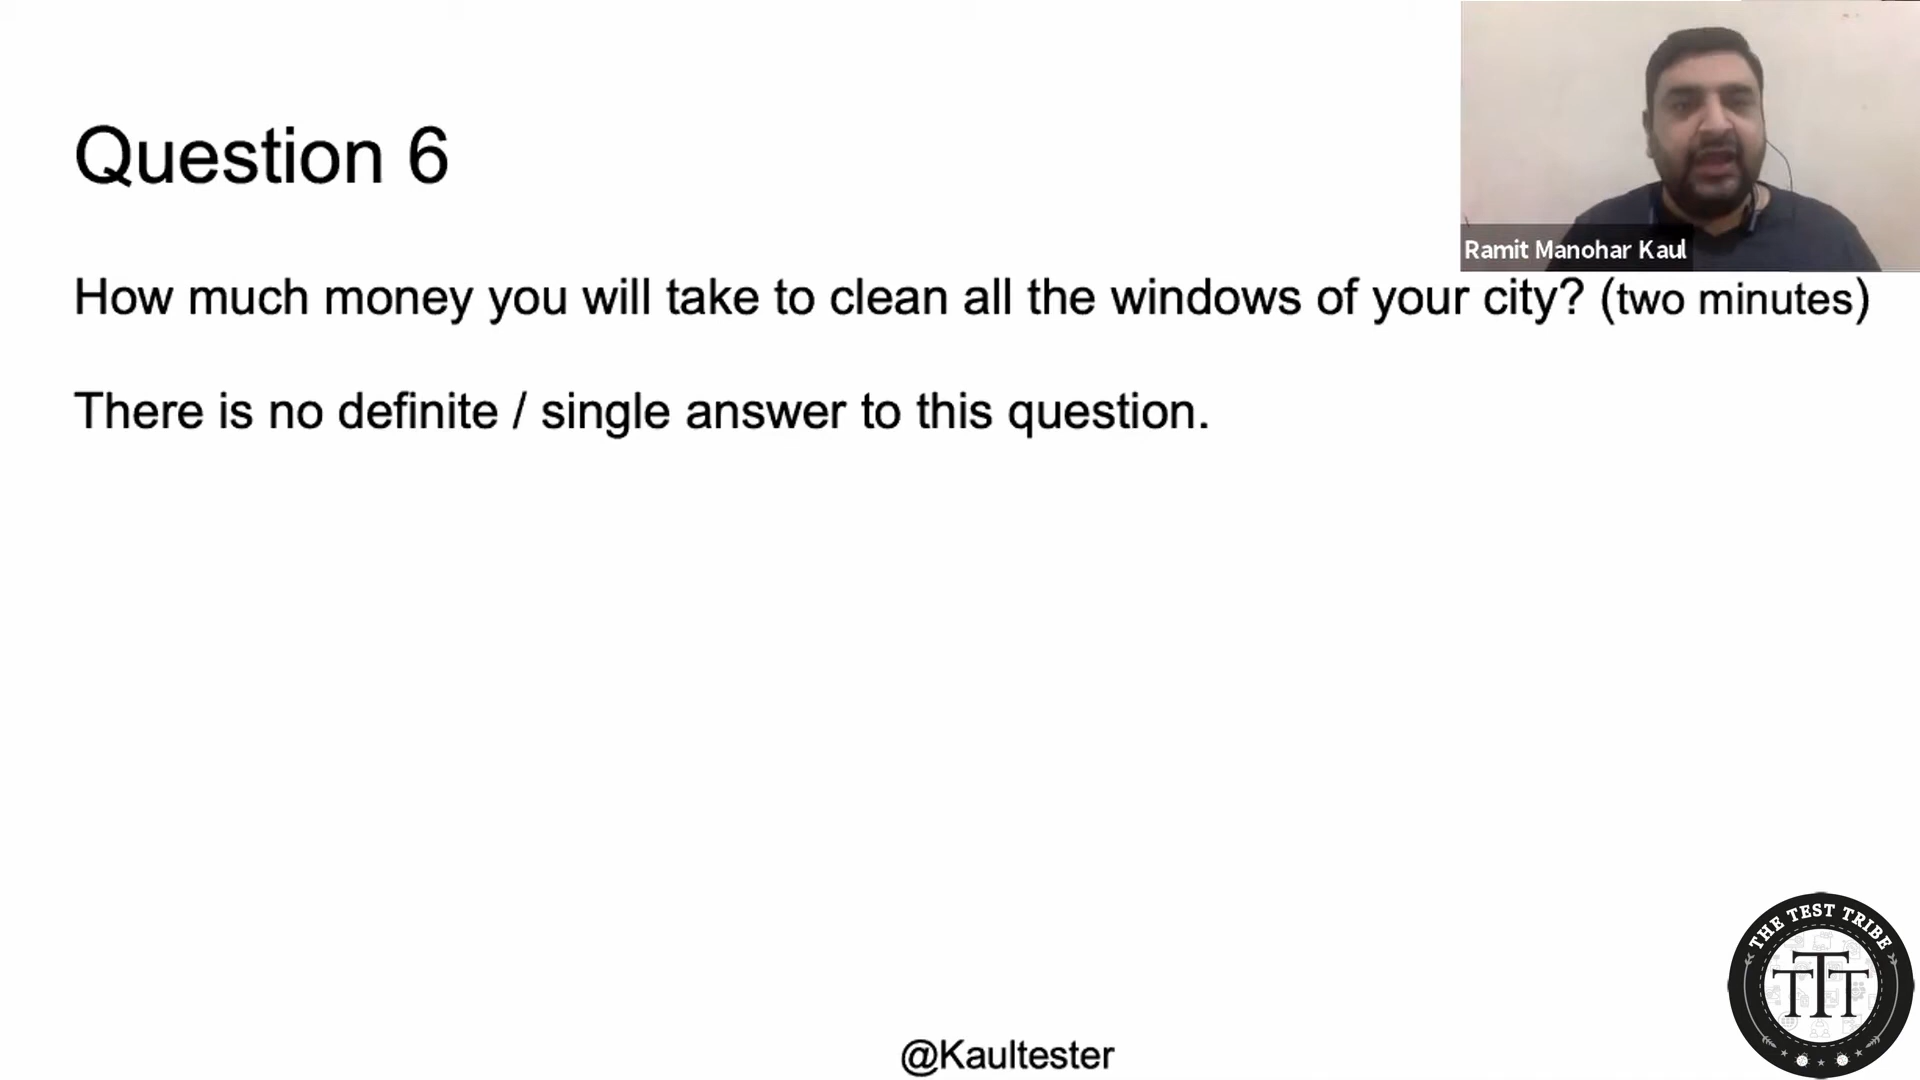 Question 6
Ramit Manohar Kaul
How much money you will take to clean all the windows of your city? (two minutes)
There is no definite / single answer to this question.
THE TEST TRIBE
TTT
@Kaultester